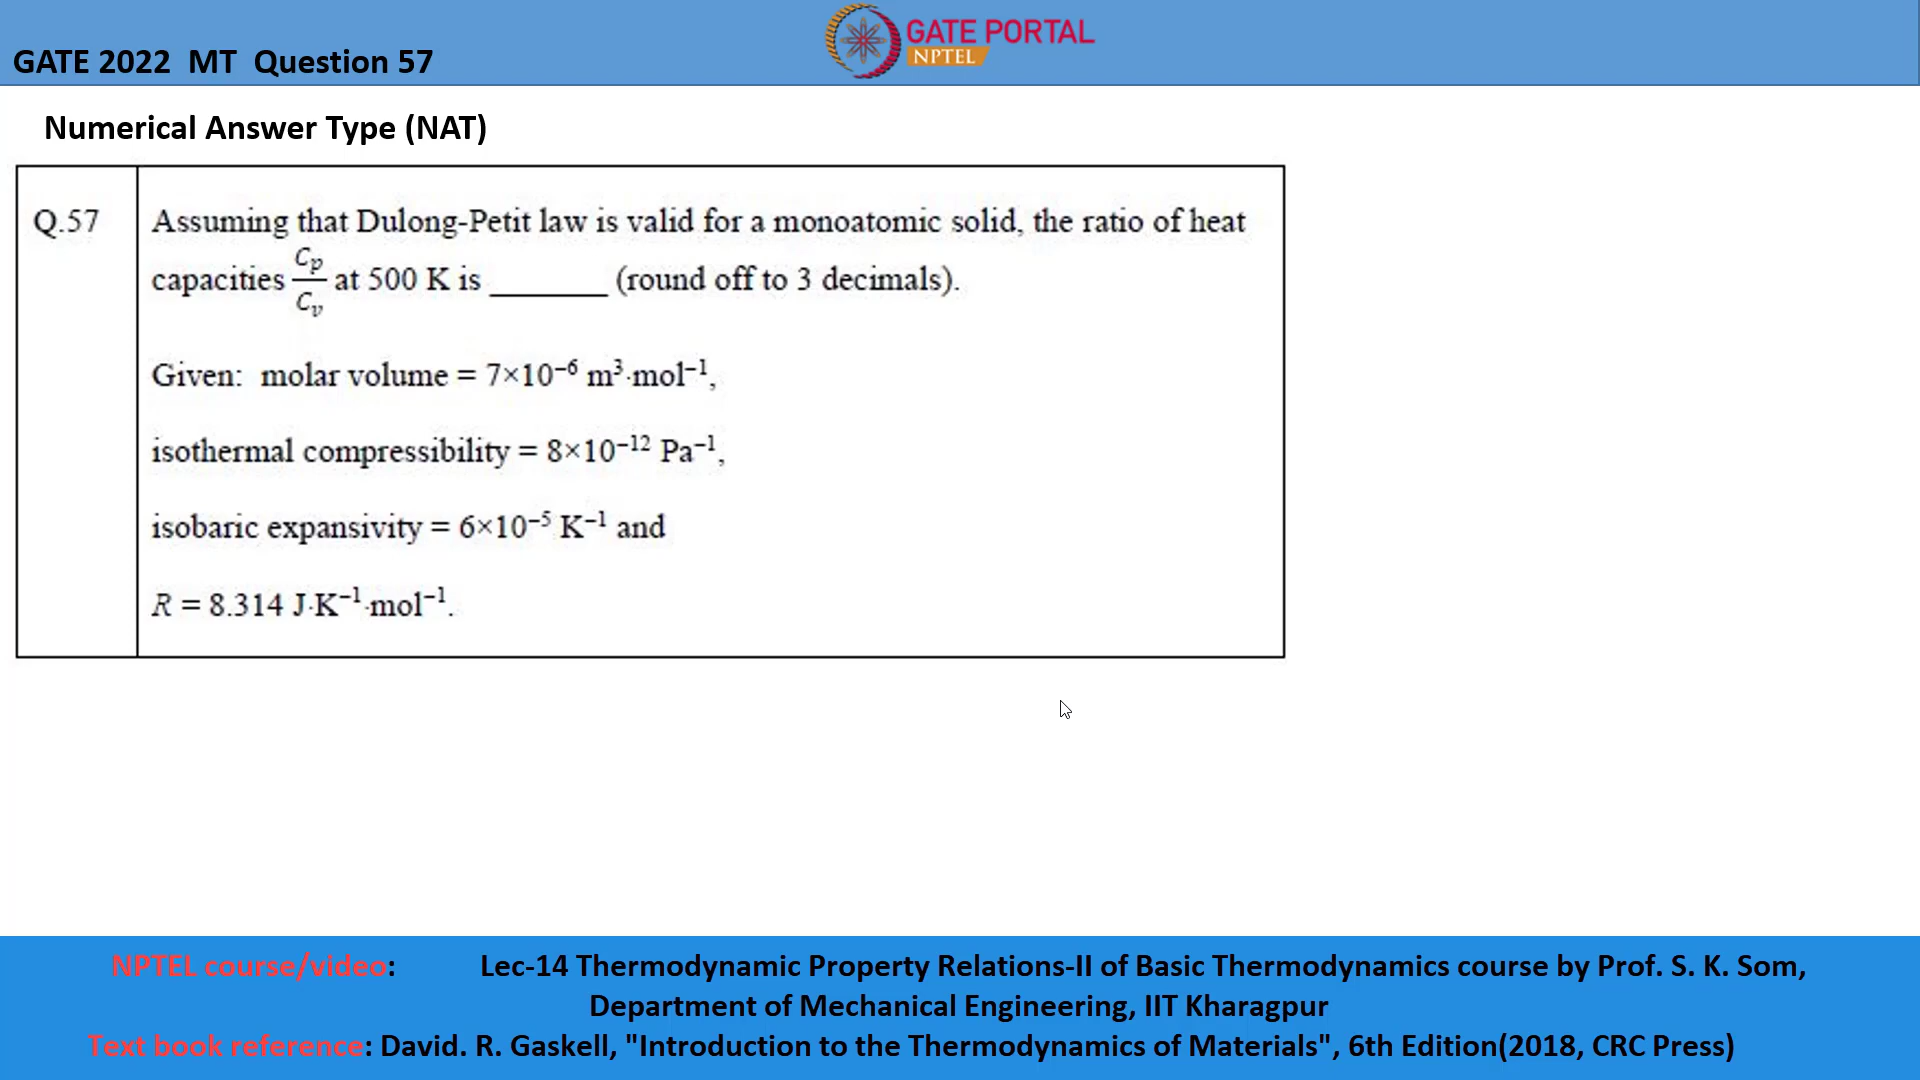 GATE PORTAL
NPTEL
GATE 2022 MT Question 57
Numerical Answer Type (NAT)
Q.57 Assuming that Dulong-Petit law is valid for a monoatomic solid, the ratio of heat
capacities Cp/Cv at 500 K is _______ (round off to 3 decimals).
Given: molar volume = 7×10⁻⁶ m³·mol⁻¹,
isothermal compressibility = 8×10⁻¹² Pa⁻¹,
isobaric expansivity = 6×10⁻⁵ K⁻¹ and
R = 8.314 J·K⁻¹·mol⁻¹.
NPTEL course/video: Lec-14 Thermodynamic Property Relations-II of Basic Thermodynamics course by Prof. S. K. Som,
Department of Mechanical Engineering, IIT Kharagpur
Text book reference: David. R. Gaskell, "Introduction to the Thermodynamics of Materials", 6th Edition(2018, CRC Press)